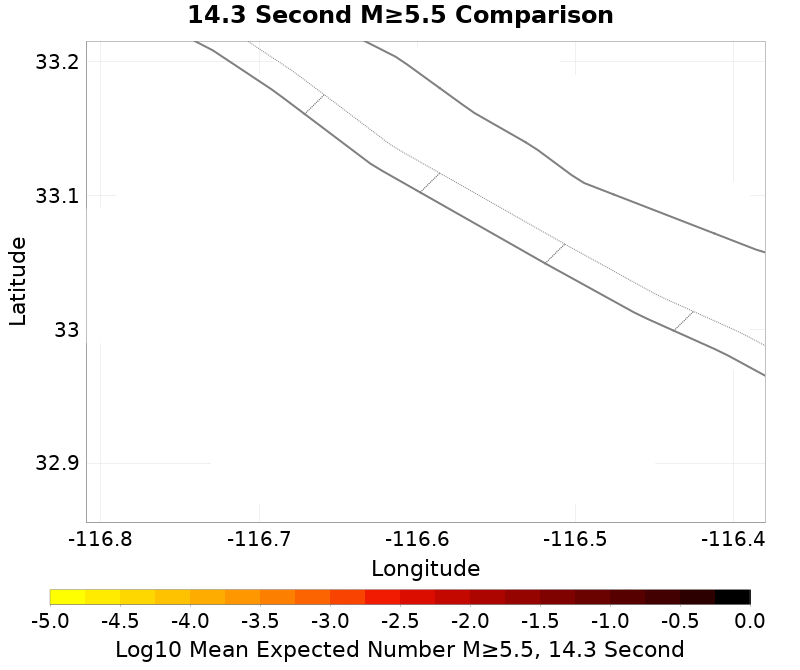 14.3 Second M≥5.5 Comparison
33.2
33.1
33
32.9
Latitude
-116.8 -116.7 -116.6 -116.5 -116.4
Longitude
-5.0 -4.5 -4.0 -3.5 -3.0 -2.5 -2.0 -1.5 -1.0 -0.5 0.0
Log10 Mean Expected Number M≥5.5, 14.3 Second